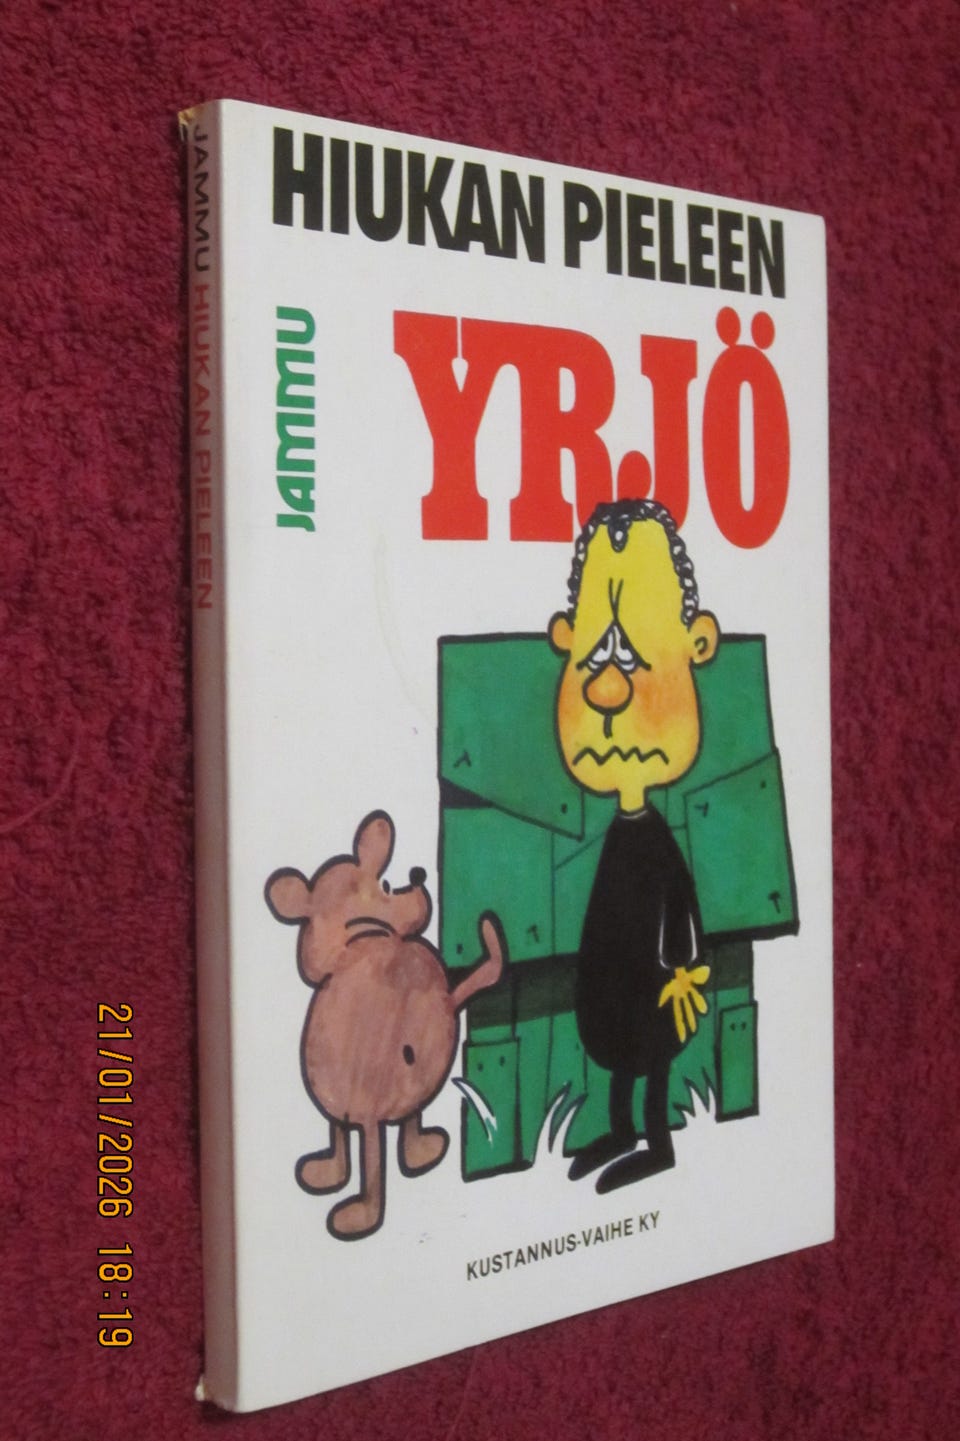 HIUKAN PIELEEN
JAMMU
YRJÖ
KUSTANNUS-VAIHE KY
JAMMU HIUKAN PIELEEN
21/01/2026 18:19